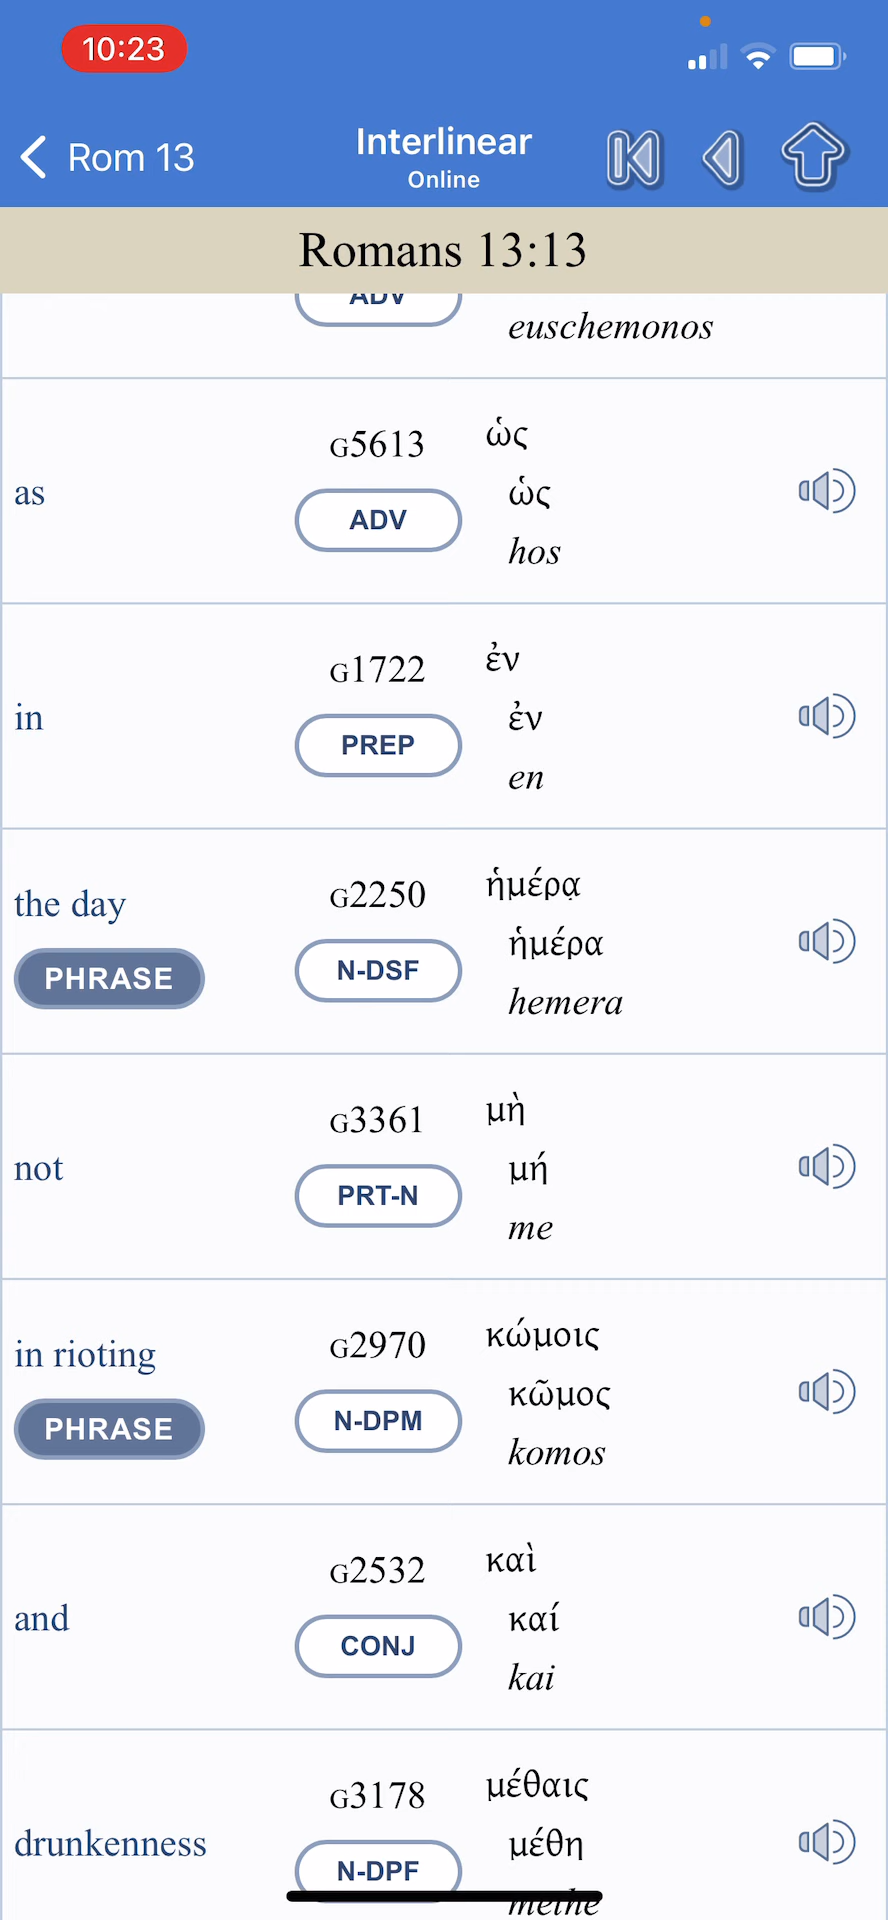 10:23
Rom 13
Interlinear
Online
Romans 13:13
ADV
euschemonos
as
G5613
ADV
ὡς
ὡς
hos
in
G1722
PREP
ἐν
ἐν
en
the day
PHRASE
G2250
N-DSF
ἡμέρᾳ
ἡμέρα
hemera
not
G3361
PRT-N
μὴ
μή
me
in rioting
PHRASE
G2970
N-DPM
κώμοις
κῶμος
komos
and
G2532
CONJ
καὶ
καί
kai
drunkenness
G3178
N-DPF
μέθαις
μέθη
methe